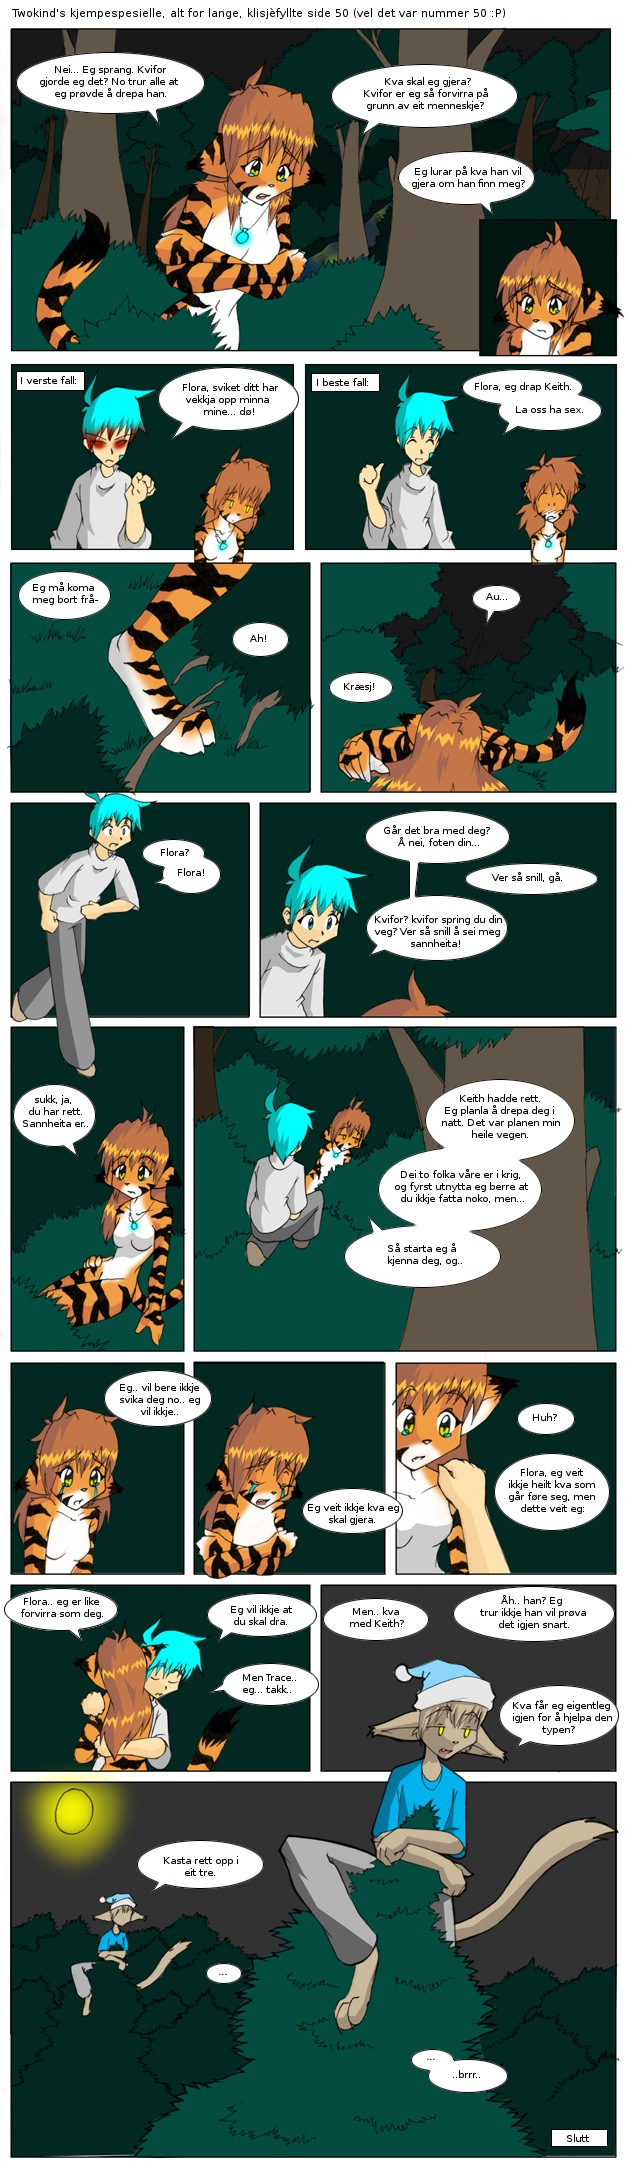 Twokind's kjempespesielle, alt for lange, klisjèfyllte side 50 (vel det var nummer 50 :P)
Nei... Eg sprang. Kvifor
gjorde eg det? No trur alle at
eg prøvde å drepa han.
Kva skal eg gjera?
Kvifor er eg så forvirra på
grunn av eit menneskje?
Eg lurar på kva han vil
gjera om han finn meg?
I verste fall:
Flora, sviket ditt har
vekkja opp minna
mine... dø!
I beste fall:
Flora, eg drap Keith.
La oss ha sex.
Eg må koma
meg bort frå-
Ah!
Au...
Kræsj!
Flora?
Flora!
Går det bra med deg?
Å nei, foten din...
Ver så snill, gå.
Kvifor? kvifor spring du din
veg? Ver så snill å sei meg
sannheita!
sukk, ja,
du har rett.
Sannheita er..
Keith hadde rett.
Eg planla å drepa deg i
natt. Det var planen min
heile vegen.
Dei to folka våre er i krig,
og fyrst utnytta eg berre at
du ikkje fatta noko, men...
Så starta eg å
kjenna deg, og..
Eg.. vil bere ikkje
svika deg no.. eg
vil ikkje..
Eg veit ikkje kva eg
skal gjera.
Huh?
Flora, eg veit
ikkje heilt kva som
går føre seg, men
dette veit eg:
Flora.. eg er like
forvirra som deg.
Eg vil ikkje at
du skal dra.
Men Trace..
eg... takk..
Men.. kva
med Keith?
Åh.. han? Eg
trur ikkje han vil prøva
det igjen snart.
Kva får eg eigentleg
igjen for å hjelpa den
typen?
Kasta rett opp i
eit tre.
...
...
..brrr..
Slutt